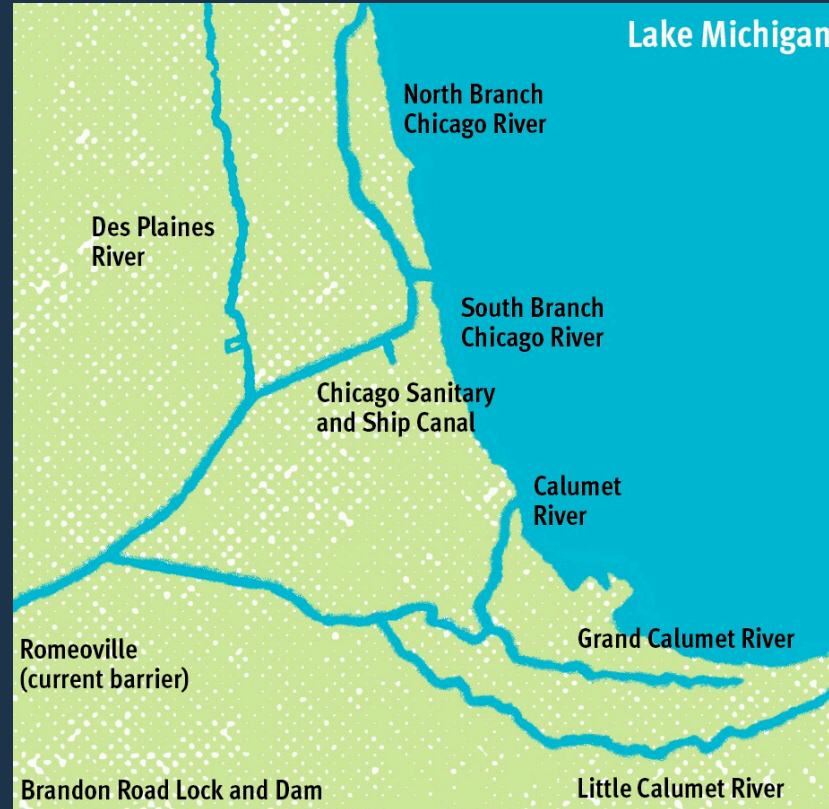 Lake Michigan
North Branch
Chicago River
Des Plaines
River
South Branch
Chicago River
Chicago Sanitary
and Ship Canal
Calumet
River
Grand Calumet River
Romeoville
(current barrier)
Brandon Road Lock and Dam
Little Calumet River